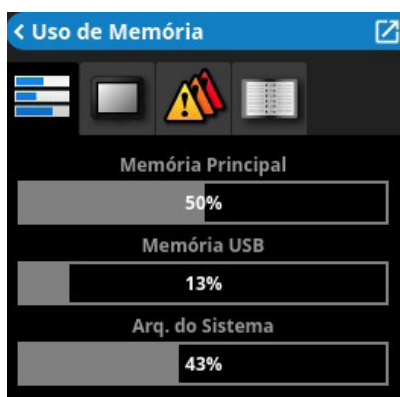 < Uso de Memória
Memória Principal
50%
Memória USB
13%
Arq. do Sistema
43%